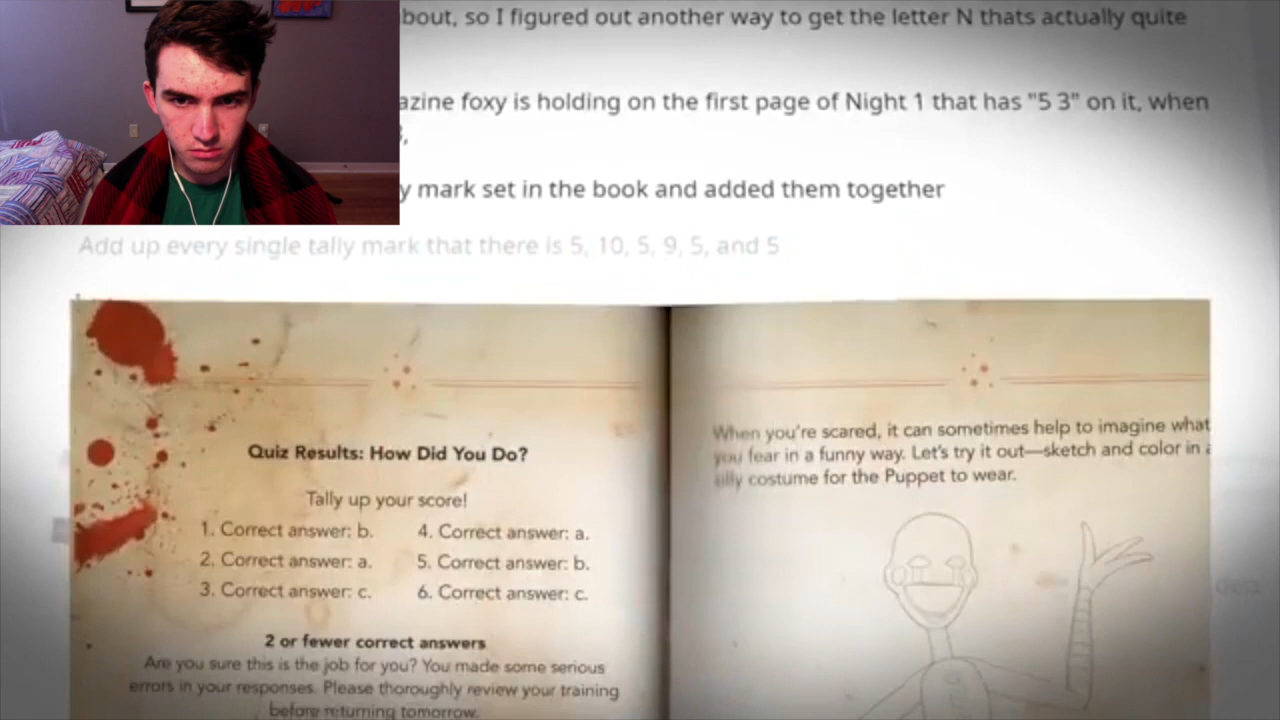 bout, so I figured out another way to get the letter N thats actually quite
azine foxy is holding on the first page of Night 1 that has "5 3" on it, when
y mark set in the book and added them together
Add up every single tally mark that there is 5, 10, 5, 9, 5, and 5
Quiz Results: How Did You Do?
Tally up your score!
1. Correct answer: b.
2. Correct answer: a.
3. Correct answer: c.
4. Correct answer: a.
5. Correct answer: b.
6. Correct answer: c.
2 or fewer correct answers
Are you sure this is the job for you? You made some serious
errors in your responses. Please thoroughly review your training
before returning tomorrow.
When you're scared, it can sometimes help to imagine what
you fear in a funny way. Let's try it out—sketch and color in a
silly costume for the Puppet to wear.